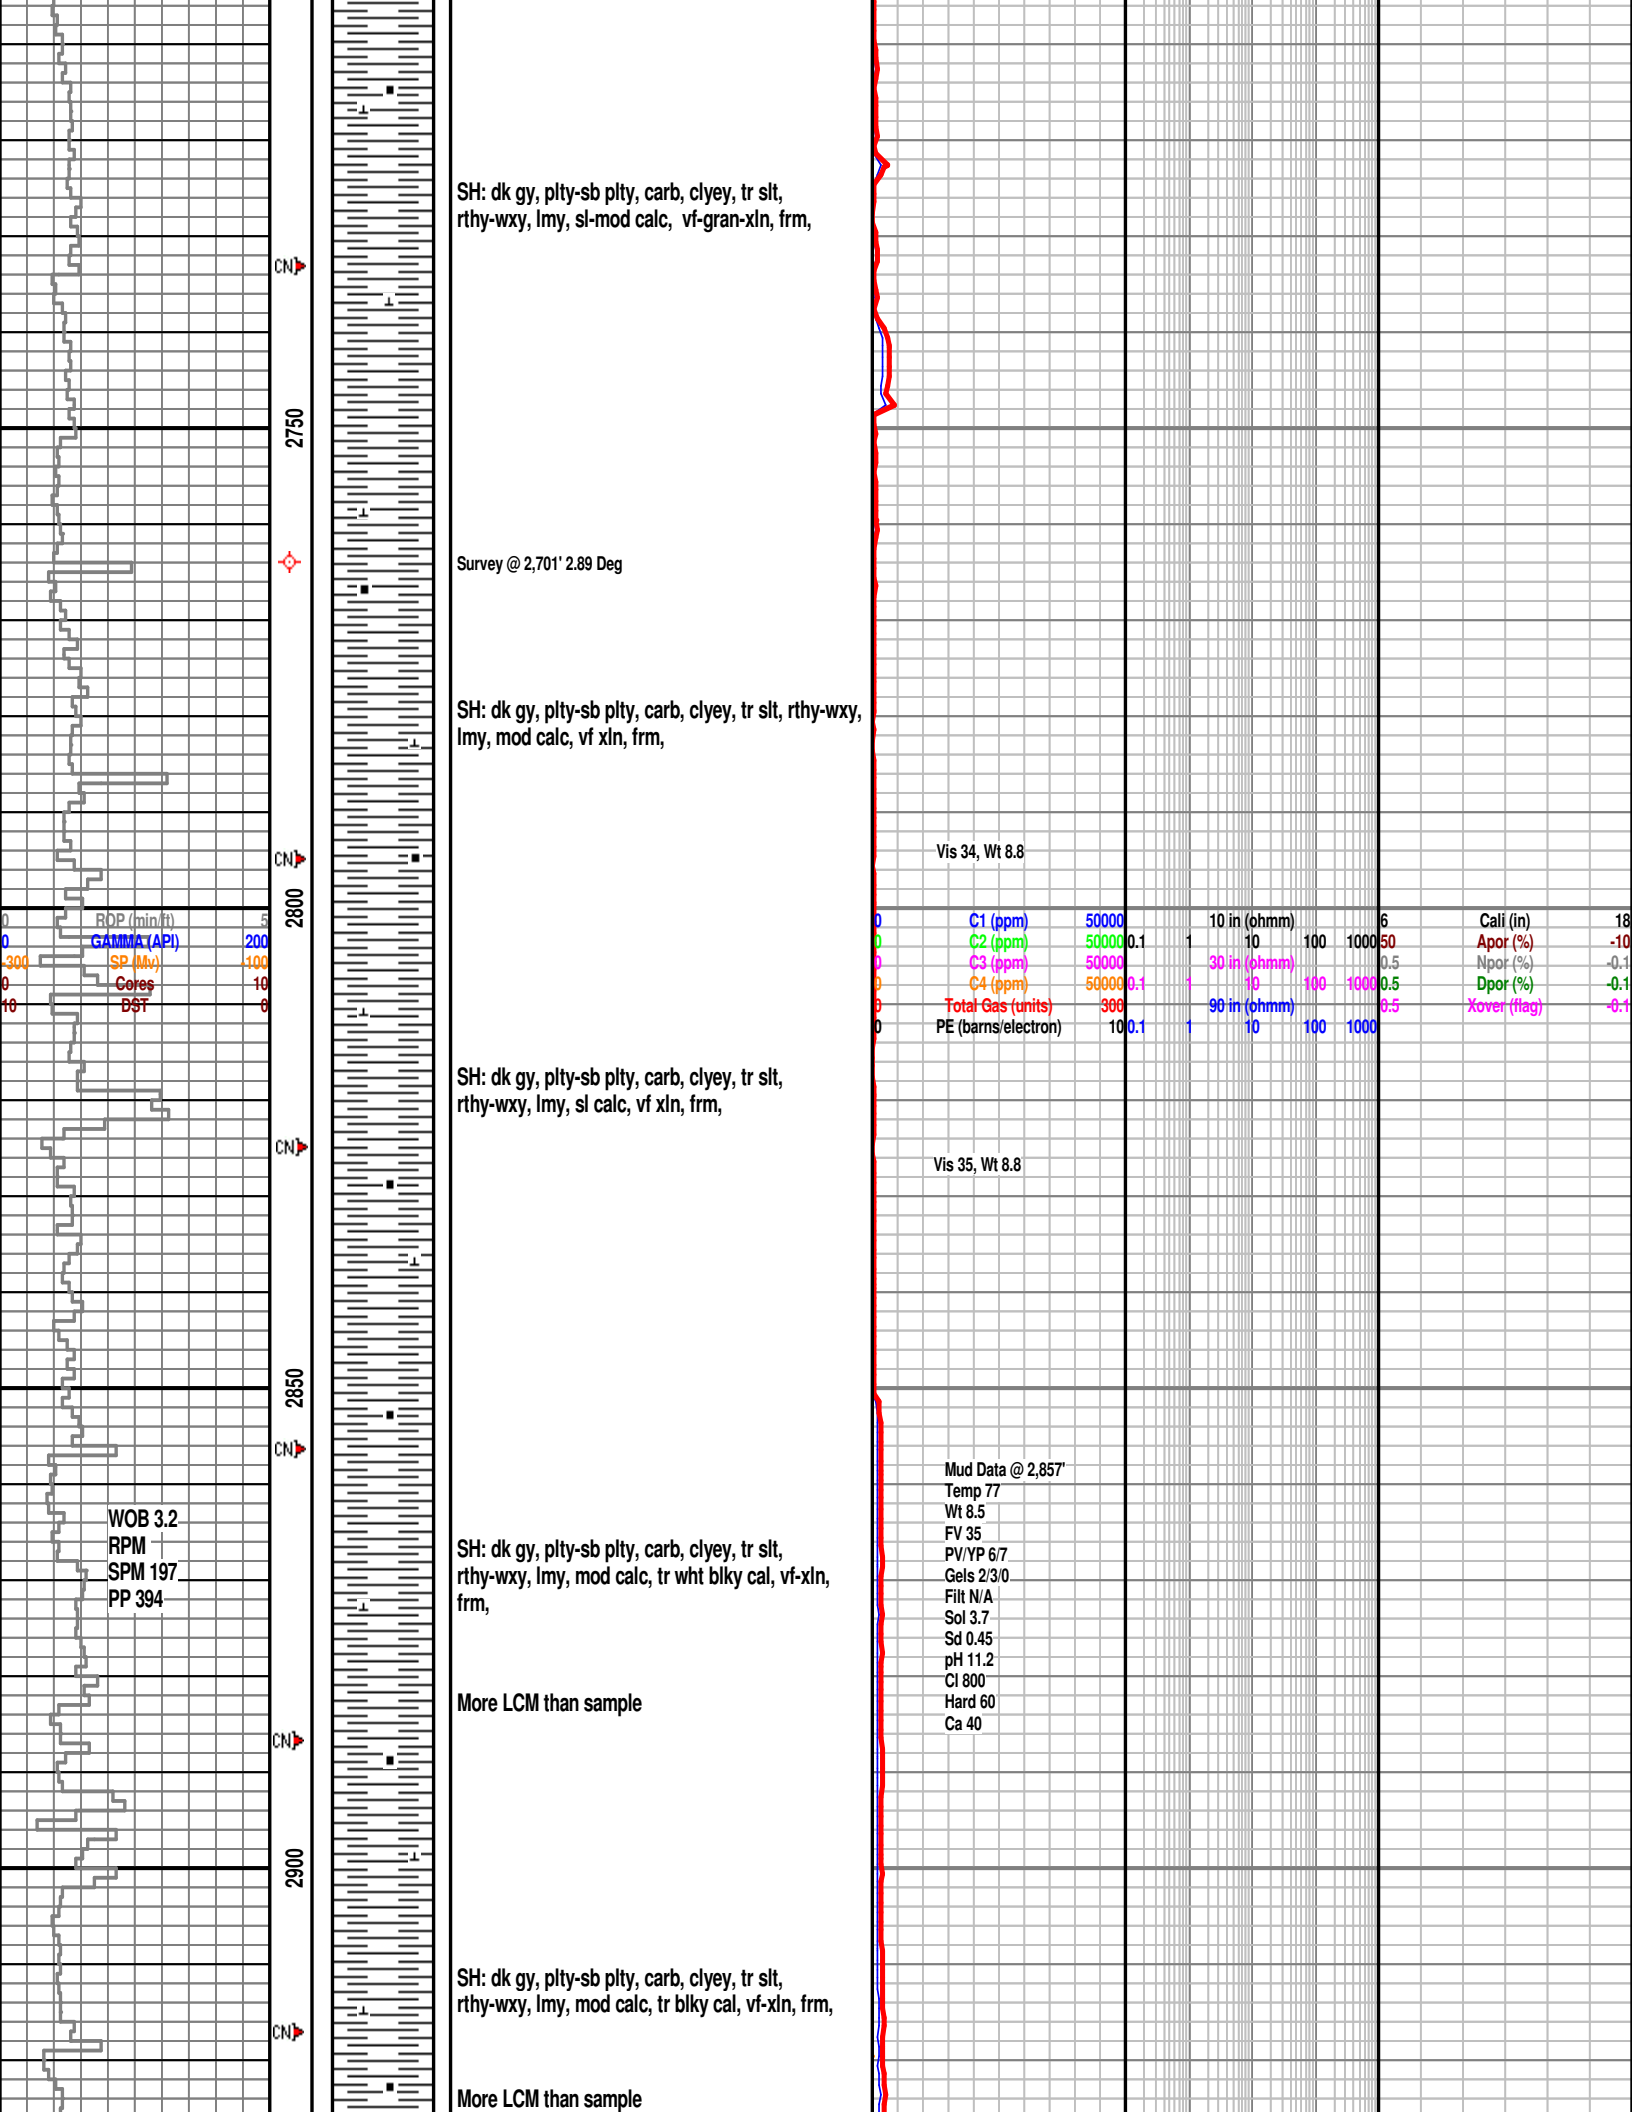 SH: dk gy, plty-sb plty, carb, clyey, tr slt,
rthy-wxy, lmy, sl-mod calc, vf-gran-xln, frm,
CN
2750
Survey @ 2,701' 2.89 Deg
SH: dk gy, plty-sb plty, carb, clyey, tr slt, rthy-wxy,
lmy, mod calc, vf xln, frm,
Vis 34, Wt 8.8
CN
2800
0 ROP (min/ft) 5
0 GAMMA (API) 200
-300 SP (Mv) -100
0 Cores 10
10 DST 0
0 C1 (ppm) 50000
0 C2 (ppm) 50000
0 C3 (ppm) 50000
0 C4 (ppm) 50000
0 Total Gas (units) 300
0 PE (barns/electron) 10
10 in (ohmm)
0.1 1 10 100 1000
30 in (ohmm)
0.1 1 10 100 1000
90 in (ohmm)
0.1 1 10 100 1000
6 Cali (in) 18
50 Apor (%) -10
0.5 Npor (%) -0.1
0.5 Dpor (%) -0.1
0.5 Xover (flag) -0.1
SH: dk gy, plty-sb plty, carb, clyey, tr slt,
rthy-wxy, lmy, sl calc, vf xln, frm,
CN
Vis 35, Wt 8.8
2850
CN
Mud Data @ 2,857'
Temp 77
Wt 8.5
FV 35
PV/YP 6/7
Gels 2/3/0
Filt N/A
Sol 3.7
Sd 0.45
pH 11.2
Cl 800
Hard 60
Ca 40
WOB 3.2
RPM
SPM 197
PP 394
SH: dk gy, plty-sb plty, carb, clyey, tr slt,
rthy-wxy, lmy, mod calc, tr wht blky cal, vf-xln,
frm,
More LCM than sample
CN
2900
SH: dk gy, plty-sb plty, carb, clyey, tr slt,
rthy-wxy, lmy, mod calc, tr blky cal, vf-xln, frm,
CN
More LCM than sample